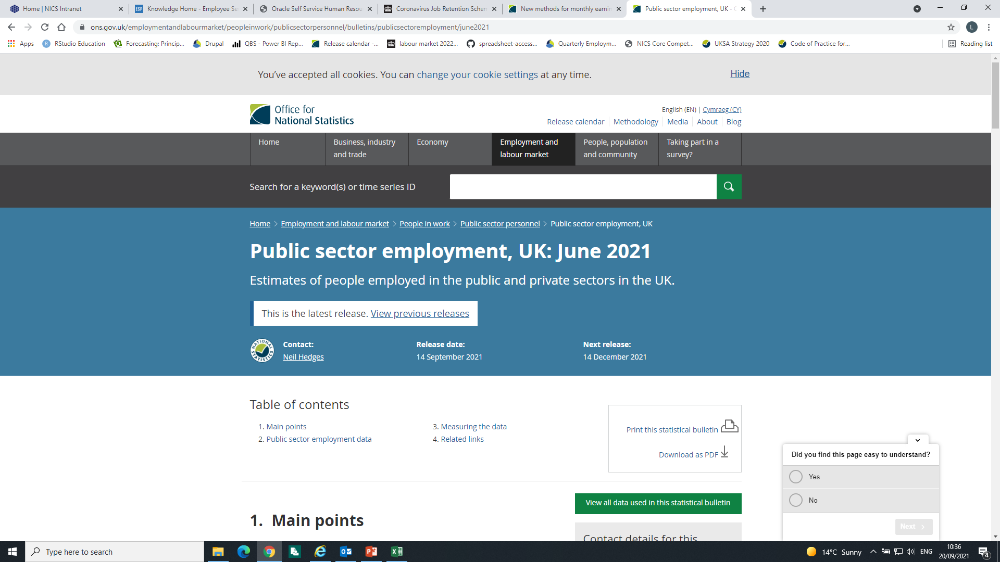 Home | NICS Intranet
Knowledge Home - Employee Se
Oracle Self Service Human Resou
Coronavirus Job Retention Schem
New methods for monthly earnin
Public sector employment, UK -
ons.gov.uk/employmentandlabourmarket/peopleinwork/publicsectorpersonnel/bulletins/publicsectoremployment/june2021
L
Apps
RStudio Education
Forecasting: Princip...
Drupal
QBS - Power BI Rep...
Release calendar -...
labour market 2022...
spreadsheet-access...
Quarterly Employm...
NICS Core Compet...
UKSA Strategy 2020
Code of Practice for...
Reading list
You've accepted all cookies. You can change your cookie settings at any time.
Hide
Office for
National Statistics
English (EN) | Cymraeg (CY)
Release calendar
Methodology
Media
About
Blog
Home
Business, industry
and trade
Economy
Employment and
labour market
People, population
and community
Taking part in a
survey?
Search for a keyword(s) or time series ID
Home > Employment and labour market > People in work > Public sector personnel > Public sector employment, UK
Public sector employment, UK: June 2021
Estimates of people employed in the public and private sectors in the UK.
This is the latest release. View previous releases
NATIONAL STATISTICS
Contact:
Neil Hedges
Release date:
14 September 2021
Next release:
14 December 2021
Table of contents
1. Main points
2. Public sector employment data
3. Measuring the data
4. Related links
Print this statistical bulletin
Download as PDF
Did you find this page easy to understand?
Yes
No
Next
View all data used in this statistical bulletin
1. Main points
Contact details for this
Type here to search
14°C Sunny
ENG
10:36
20/09/2021
4